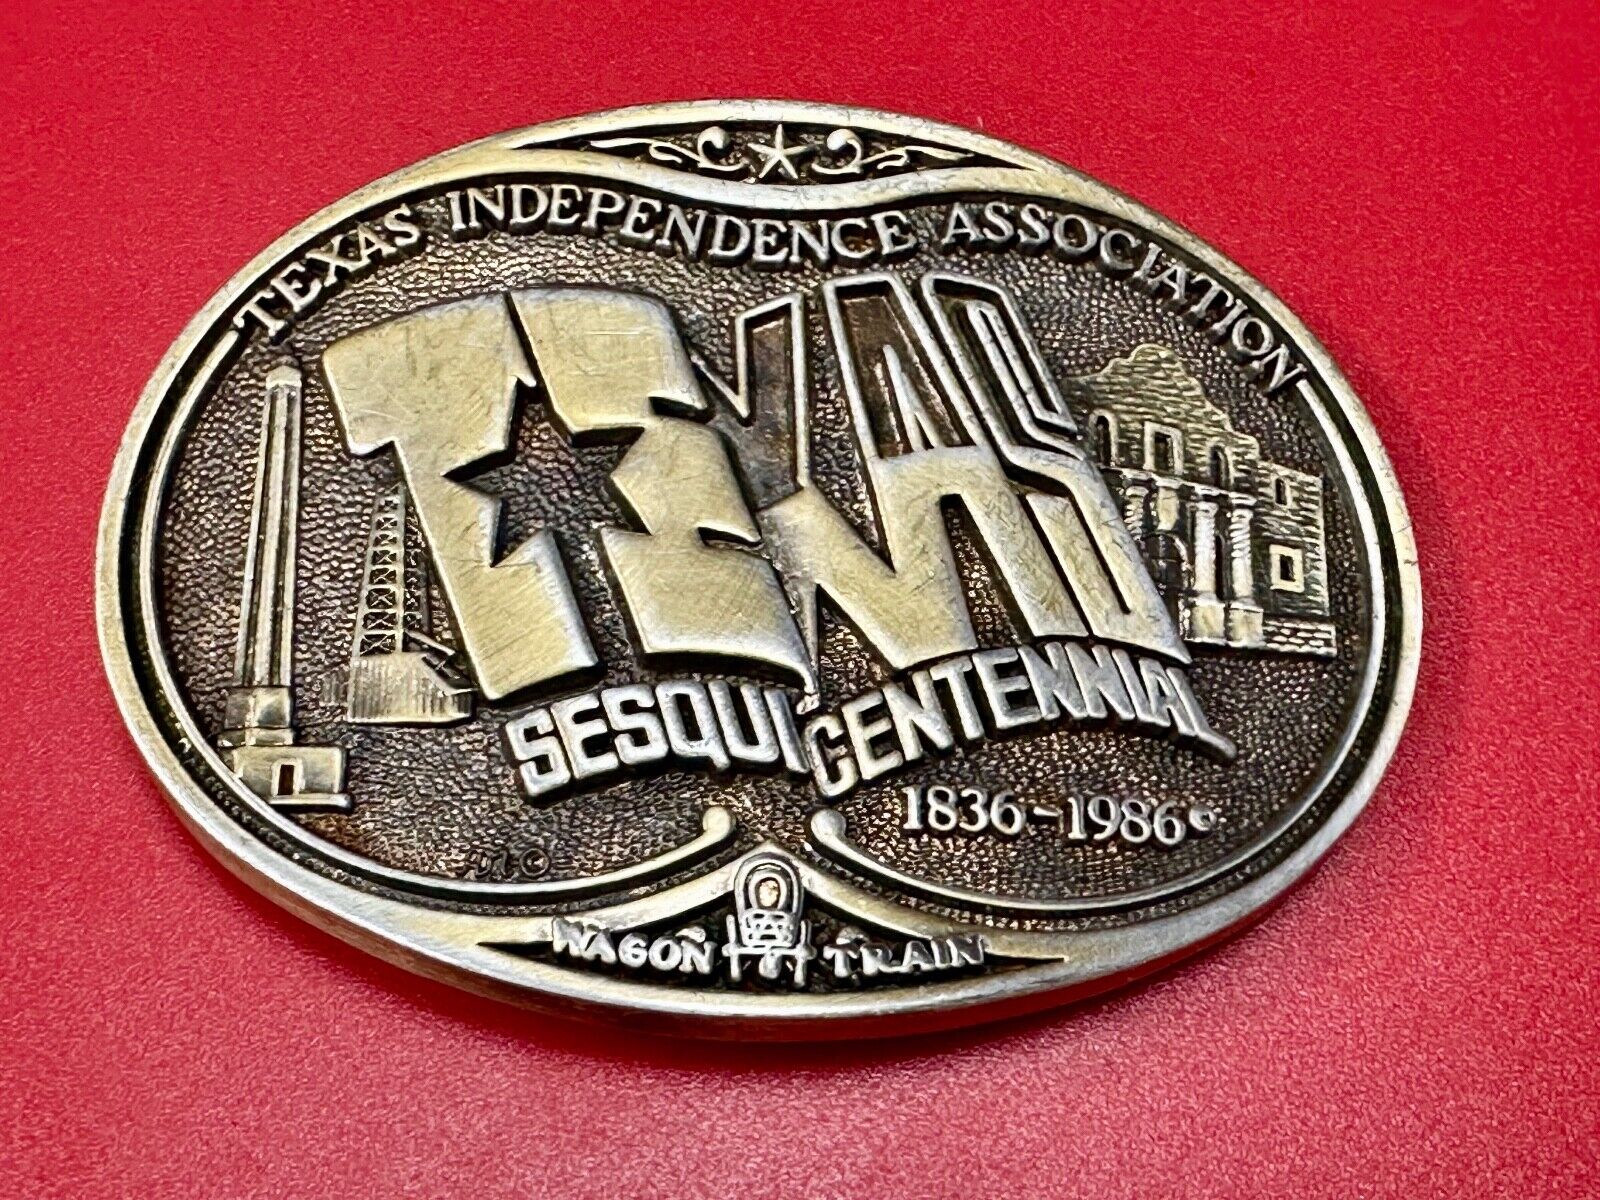 TEXAS INDEPENDENCE ASSOCIATION
TEXAS
SESQUICENTENNIAL
1836-1986©
©
WAGON TRAIN